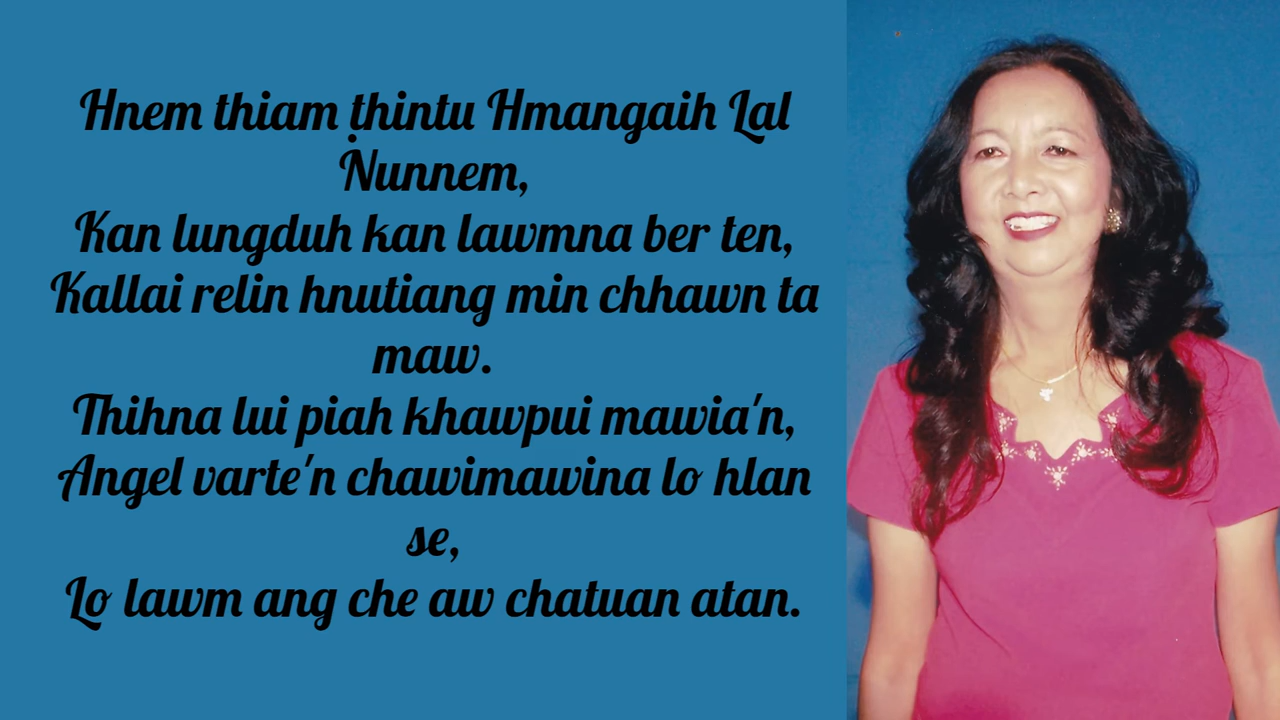 Hnem thiam ṭhintu Hmangaih Lal
Nunnem,
Kan lungduh kan lawmna ber ten,
Kallai relin hnutiang min chhawn ta
maw.
Thihna lui piah khawpui mawia'n,
Angel varte'n chawimawina lo hlan
se,
Lo lawm ang che aw chatuan atan.